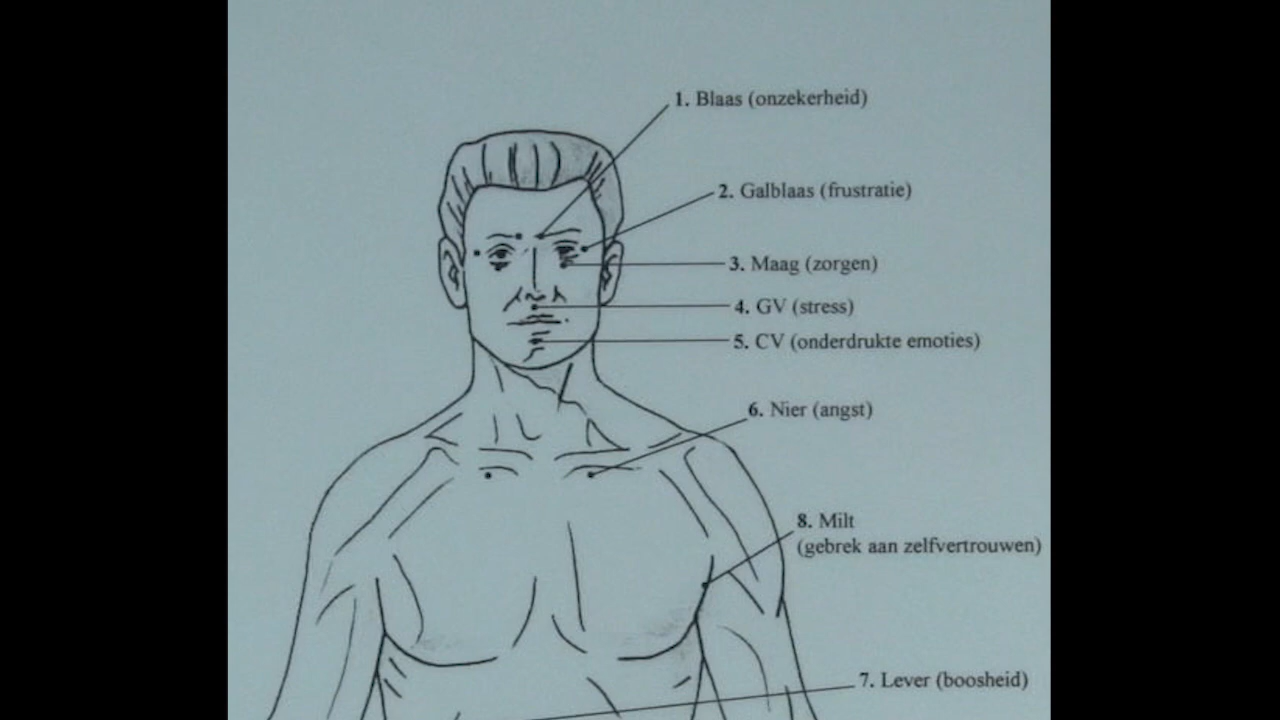 1. Blaas (onzekerheid)
2. Galblaas (frustratie)
3. Maag (zorgen)
4. GV (stress)
5. CV (onderdrukte emoties)
6. Nier (angst)
8. Milt
(gebrek aan zelfvertrouwen)
7. Lever (boosheid)